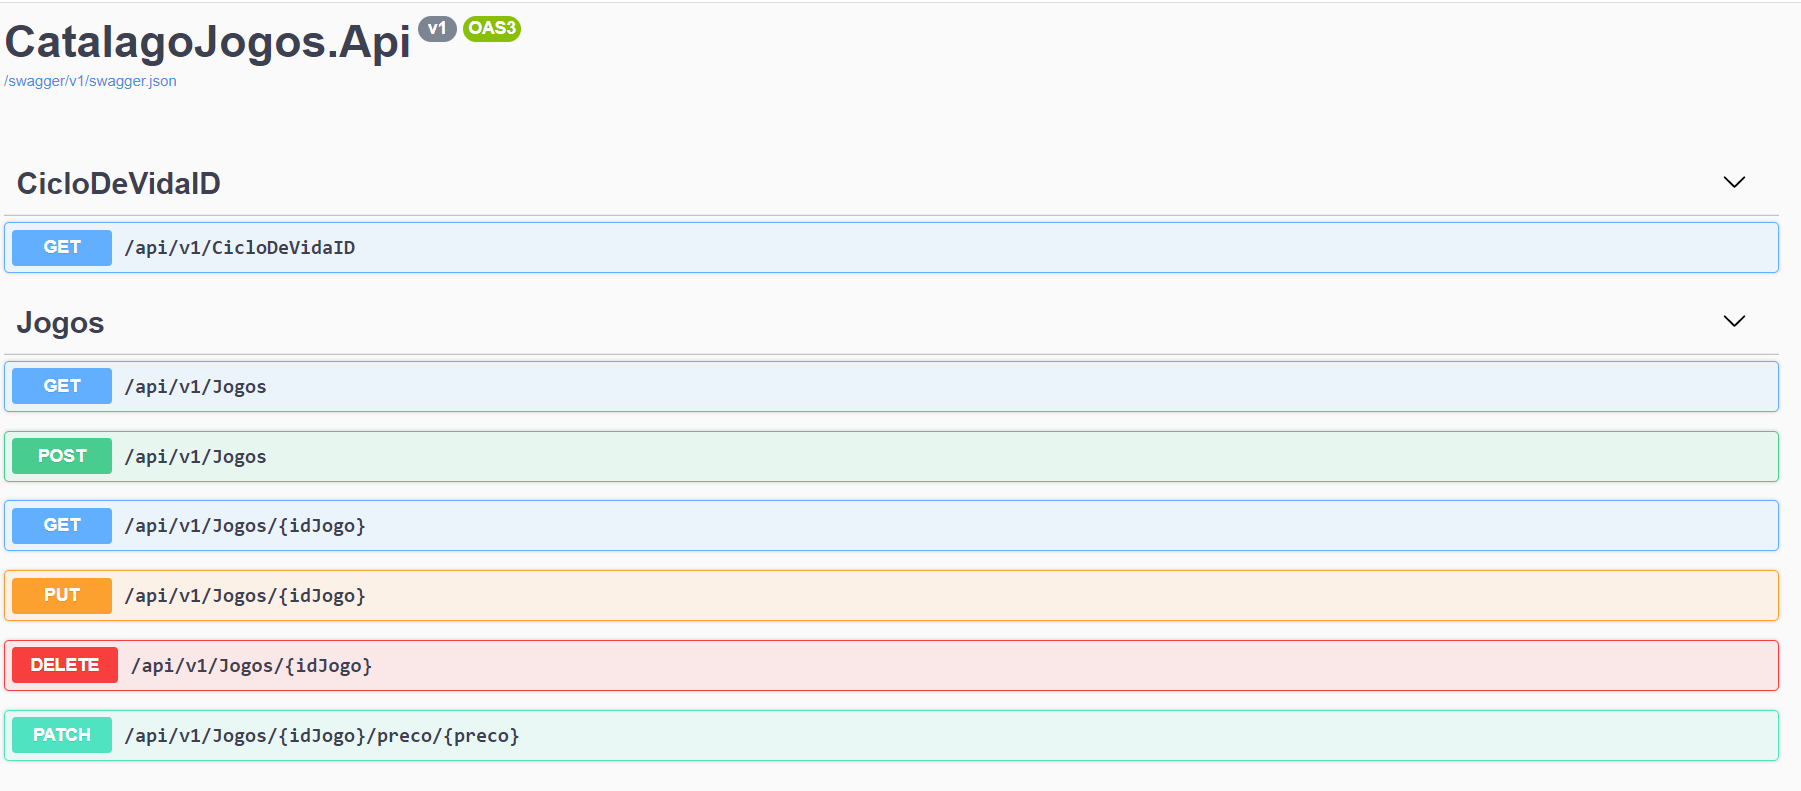 CatalagoJogos.Api v1 OAS3
/swagger/v1/swagger.json
CicloDeVidaID
GET /api/v1/CicloDeVidaID
Jogos
GET /api/v1/Jogos
POST /api/v1/Jogos
GET /api/v1/Jogos/{idJogo}
PUT /api/v1/Jogos/{idJogo}
DELETE /api/v1/Jogos/{idJogo}
PATCH /api/v1/Jogos/{idJogo}/preco/{preco}